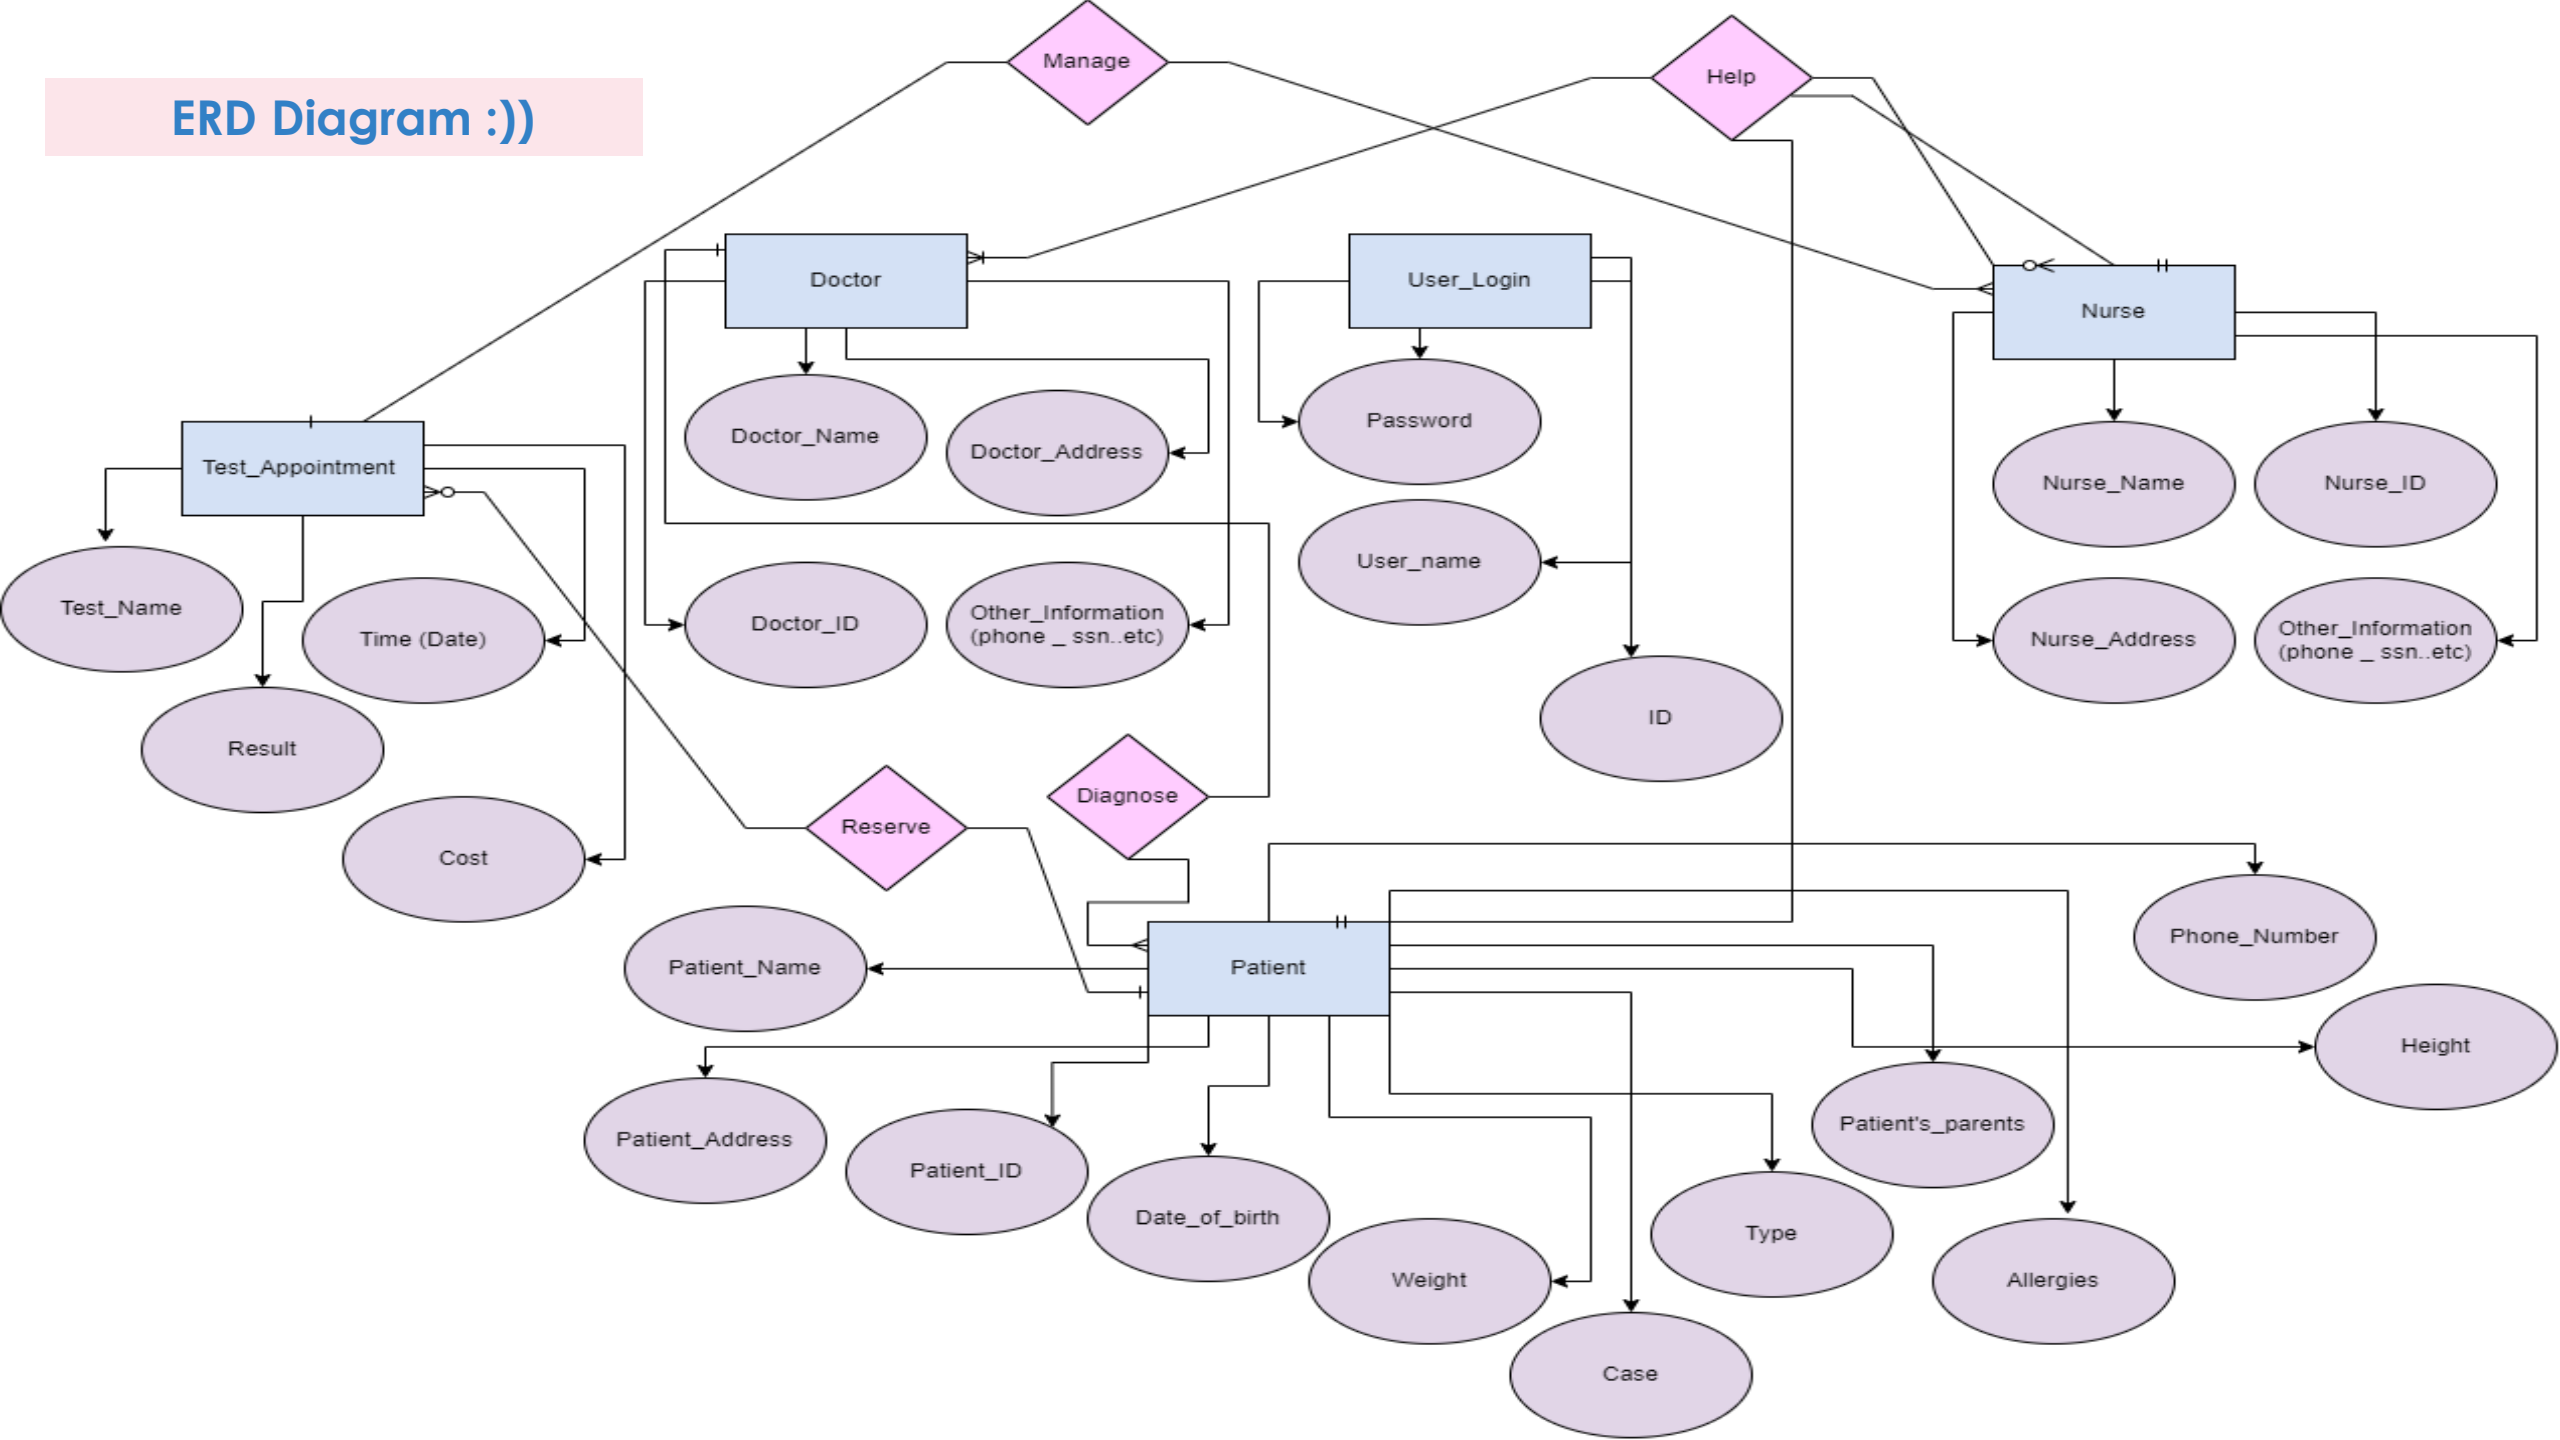 Manage
Help
ERD Diagram :))
Doctor
User_Login
Nurse
Test_Appointment
Doctor_Name
Doctor_Address
Password
Nurse_Name
Nurse_ID
User_name
Test_Name
Time (Date)
Doctor_ID
Other_Information
(phone _ ssn..etc)
Nurse_Address
Other_Information
(phone _ ssn..etc)
ID
Result
Diagnose
Reserve
Cost
Patient_Name
Patient
Phone_Number
Height
Patient_Address
Patient_ID
Patient's_parents
Date_of_birth
Type
Weight
Allergies
Case